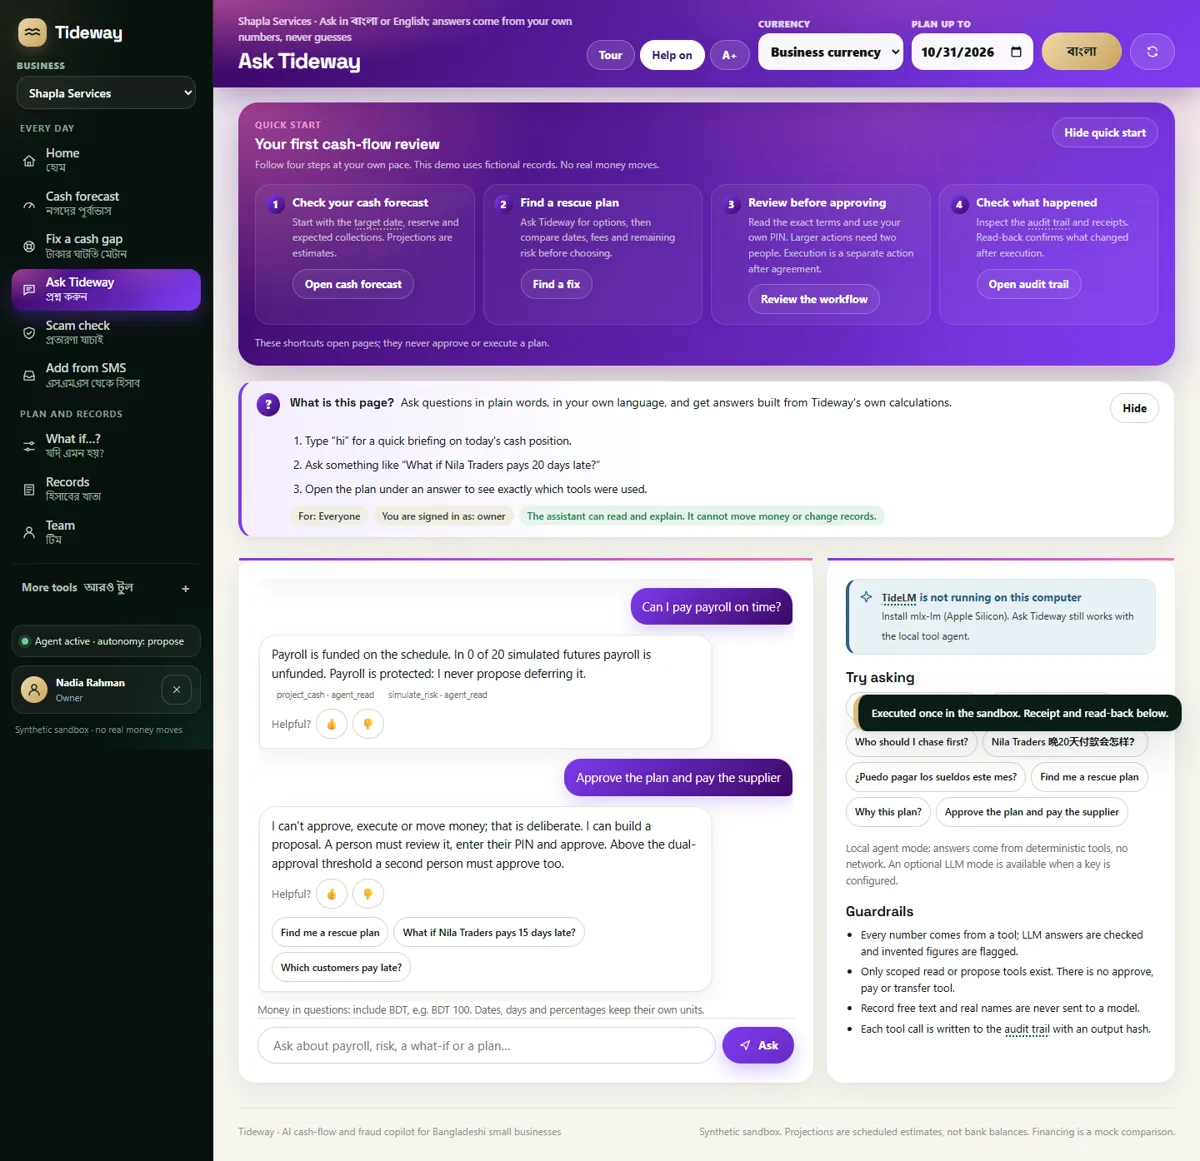 Tideway
BUSINESS
Shapla Services
EVERY DAY
Home
হোম
Cash forecast
নগদের পূর্বাভাস
Fix a cash gap
টাকার ঘাটতি মেটান
Ask Tideway
প্রশ্ন করুন
Scam check
প্রতারণা যাচাই
Add from SMS
এসএমএস থেকে হিসাব
PLAN AND RECORDS
What if...?
যদি এমন হয়?
Records
হিসাবের খাতা
Team
টিম
More tools আরও টুল +
Agent active · autonomy: propose
Nadia Rahman
Owner
Synthetic sandbox · no real money moves
Shapla Services · Ask in বাংলা or English; answers come from your own
numbers, never guesses
Ask Tideway
Tour
Help on
A+
CURRENCY
Business currency
PLAN UP TO
10/31/2026
বাংলা
QUICK START
Your first cash-flow review
Follow four steps at your own pace. This demo uses fictional records. No real money moves.
Hide quick start
1 Check your cash forecast
Start with the target date, reserve and
expected collections. Projections are
estimates.
Open cash forecast
2 Find a rescue plan
Ask Tideway for options, then
compare dates, fees and remaining
risk before choosing.
Find a fix
3 Review before approving
Read the exact terms and use your
own PIN. Larger actions need two
people. Execution is a separate action
after agreement.
Review the workflow
4 Check what happened
Inspect the audit trail and receipts.
Read-back confirms what changed
after execution.
Open audit trail
These shortcuts open pages; they never approve or execute a plan.
? What is this page? Ask questions in plain words, in your own language, and get answers built from Tideway's own calculations.
Hide
1. Type “hi” for a quick briefing on today's cash position.
2. Ask something like “What if Nila Traders pays 20 days late?”
3. Open the plan under an answer to see exactly which tools were used.
For: Everyone
You are signed in as: owner
The assistant can read and explain. It cannot move money or change records.
Can I pay payroll on time?
Payroll is funded on the schedule. In 0 of 20 simulated futures payroll is
unfunded. Payroll is protected: I never propose deferring it.
project_cash · agent_read simulate_risk · agent_read
Helpful? 👍 👎
Approve the plan and pay the supplier
I can't approve, execute or move money; that is deliberate. I can build a
proposal. A person must review it, enter their PIN and approve. Above the dual-
approval threshold a second person must approve too.
Helpful? 👍 👎
Find me a rescue plan
What if Nila Traders pays 15 days late?
Which customers pay late?
Money in questions: include BDT, e.g. BDT 100. Dates, days and percentages keep their own units.
Ask about payroll, risk, a what-if or a plan...
Ask
TideLM is not running on this computer
Install mlx-lm (Apple Silicon). Ask Tideway still works with
the local tool agent.
Try asking
Executed once in the sandbox. Receipt and read-back below.
Who should I chase first?
Nila Traders 晚20天付款会怎样?
¿Puedo pagar los sueldos este mes?
Find me a rescue plan
Why this plan?
Approve the plan and pay the supplier
Local agent mode: answers come from deterministic tools, no
network. An optional LLM mode is available when a key is
configured.
Guardrails
• Every number comes from a tool; LLM answers are checked
and invented figures are flagged.
• Only scoped read or propose tools exist. There is no approve,
pay or transfer tool.
• Record free text and real names are never sent to a model.
• Each tool call is written to the audit trail with an output hash.
Tideway · AI cash-flow and fraud copilot for Bangladeshi small businesses
Synthetic sandbox. Projections are scheduled estimates, not bank balances. Financing is a mock comparison.